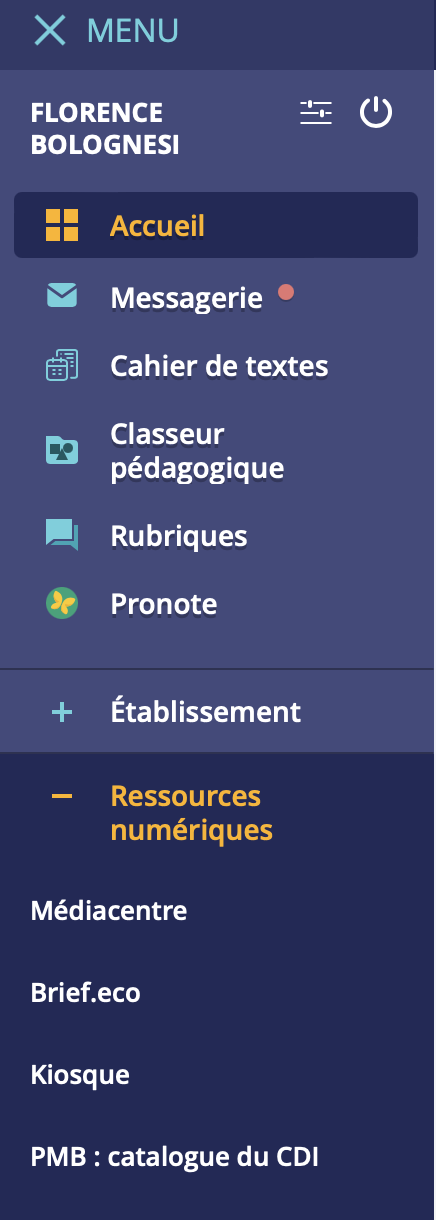 MENU
FLORENCE
BOLOGNESI
Accueil
Messagerie
Cahier de textes
Classeur
pédagogique
Rubriques
Pronote
Établissement
Ressources
numériques
Médiacentre
Brief.eco
Kiosque
PMB : catalogue du CDI